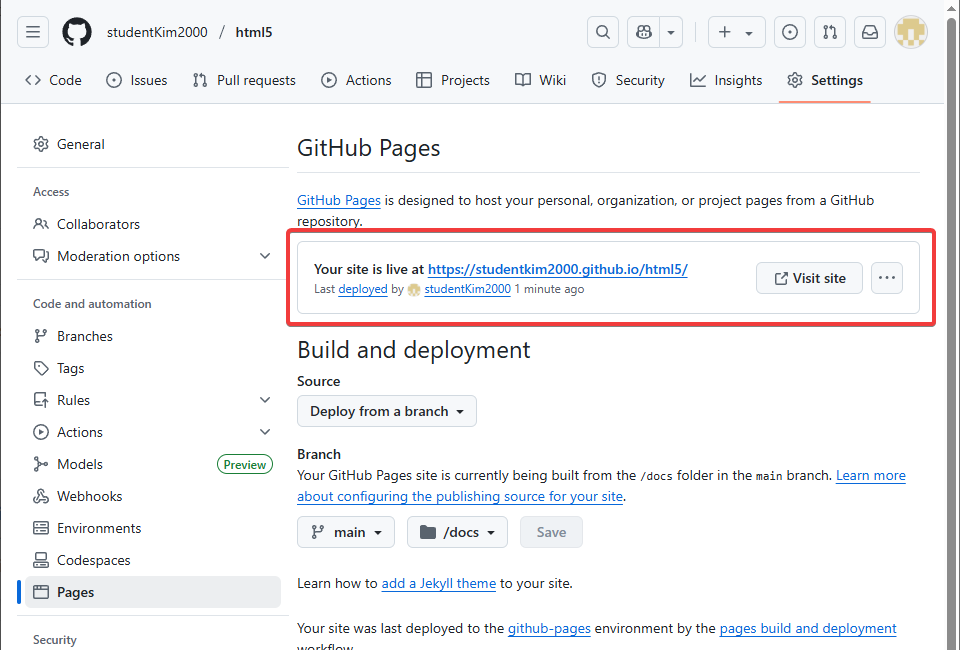 studentKim2000 / html5
Code Issues Pull requests Actions Projects Wiki Security Insights Settings
General
Access
Collaborators
Moderation options
Code and automation
Branches
Tags
Rules
Actions
Models Preview
Webhooks
Environments
Codespaces
Pages
Security
GitHub Pages
GitHub Pages is designed to host your personal, organization, or project pages from a GitHub
repository.
Your site is live at https://studentkim2000.github.io/html5/
Last deployed by studentKim2000 1 minute ago
Visit site
Build and deployment
Source
Deploy from a branch
Branch
Your GitHub Pages site is currently being built from the /docs folder in the main branch. Learn more
about configuring the publishing source for your site.
main /docs Save
Learn how to add a Jekyll theme to your site.
Your site was last deployed to the github-pages environment by the pages build and deployment
workflow.